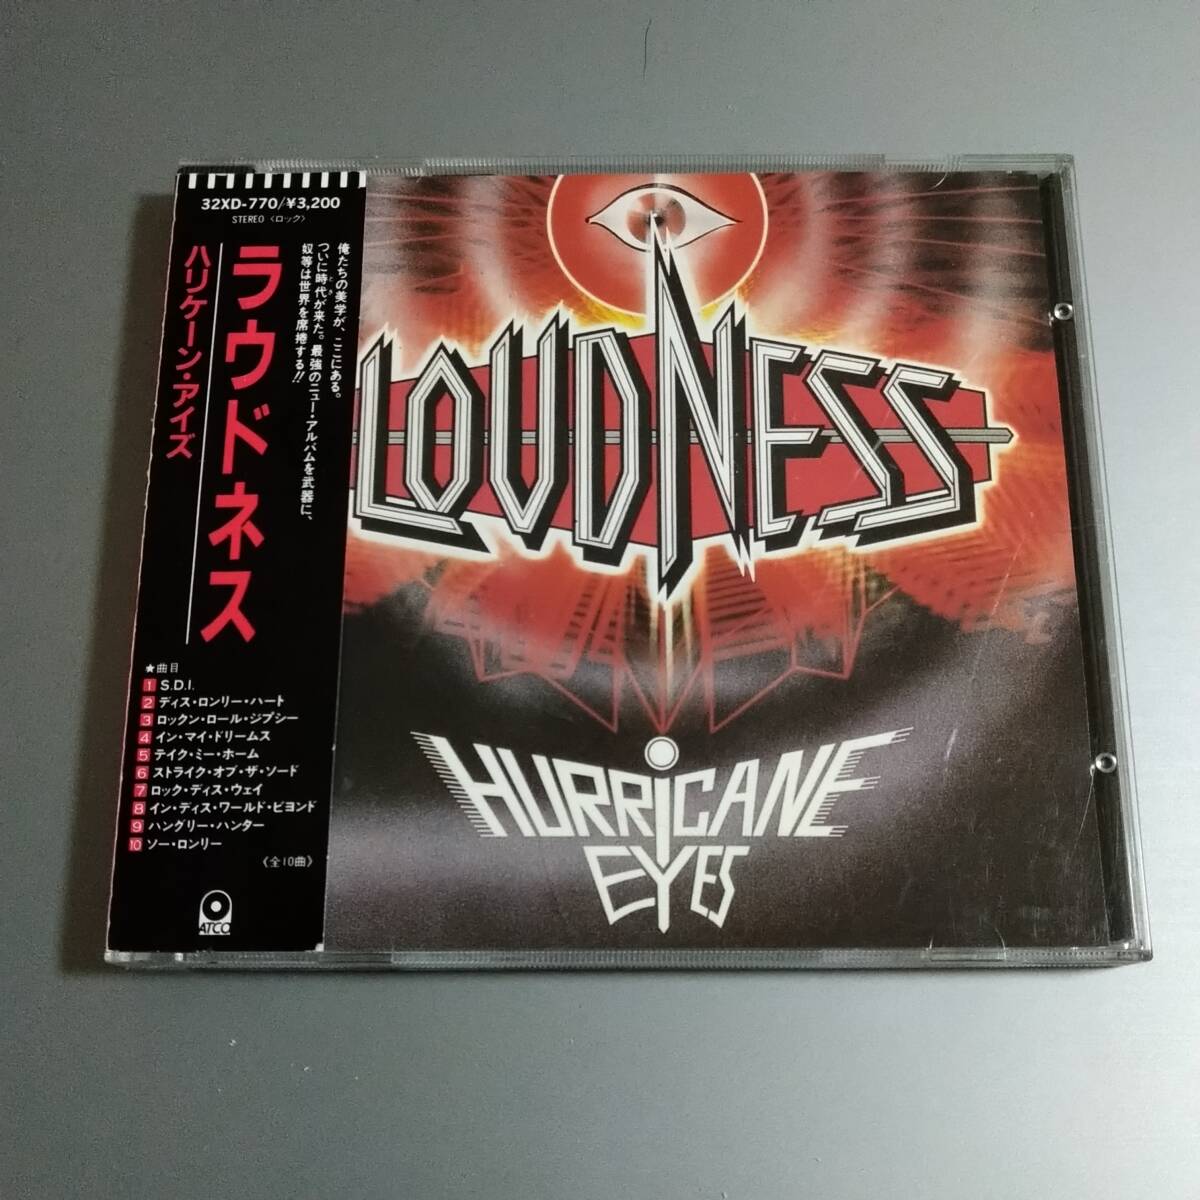 32XD-770/¥3,200
STEREO〈ロック〉
俺たちの美学が、ここにある。
ついに時代が来た。最強のニュー・アルバムを武器に、
とき
奴等は世界を席捲する!!
ラウドネス
ハリケーン・アイズ
★曲目
1 S.D.I.
2 ディス・ロンリー・ハート
3 ロックン・ロール・ジプシー
4 イン・マイ・ドリームス
5 テイク・ミー・ホーム
6 ストライク・オブ・ザ・ソード
7 ロック・ディス・ウェイ
8 イン・ディス・ワールド・ビヨンド
9 ハングリー・ハンター
10 ソー・ロンリー
《全10曲》
ATCO
LOUDNESS
HURRICANE
EYES